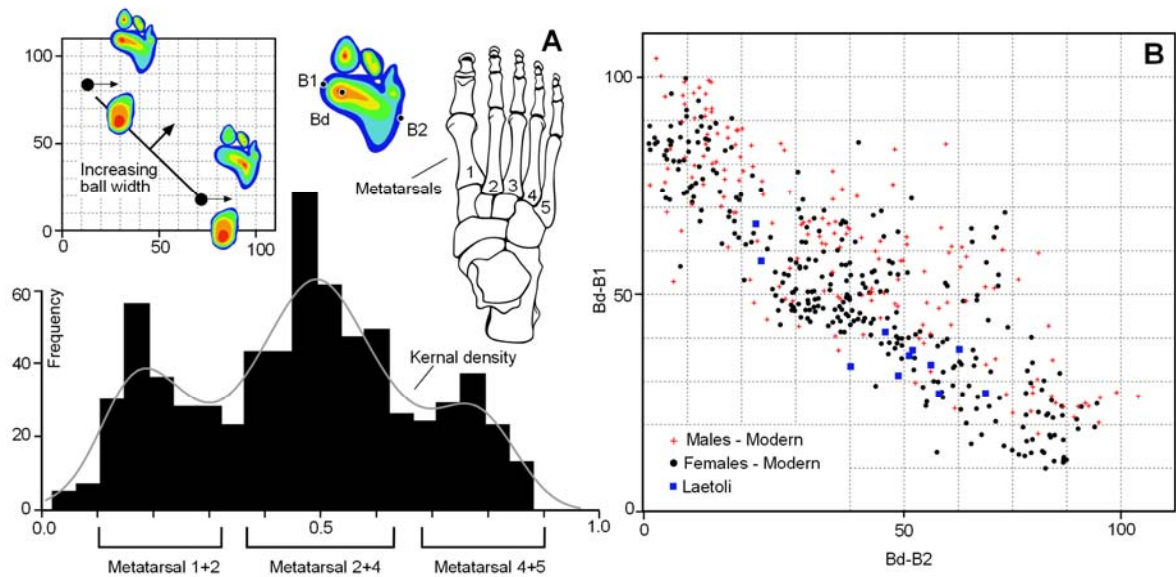 A
100
50
0
0
50
100
Increasing
ball width
B1
Bd
B2
Metatarsals
1
2
3
4
5
Frequency
60
40
20
0
Kernal density
0.0
0.5
1.0
Metatarsal 1+2
Metatarsal 2+4
Metatarsal 4+5
B
Bd-B1
100
50
0
Males - Modern
Females - Modern
Laetoli
0
50
100
Bd-B2